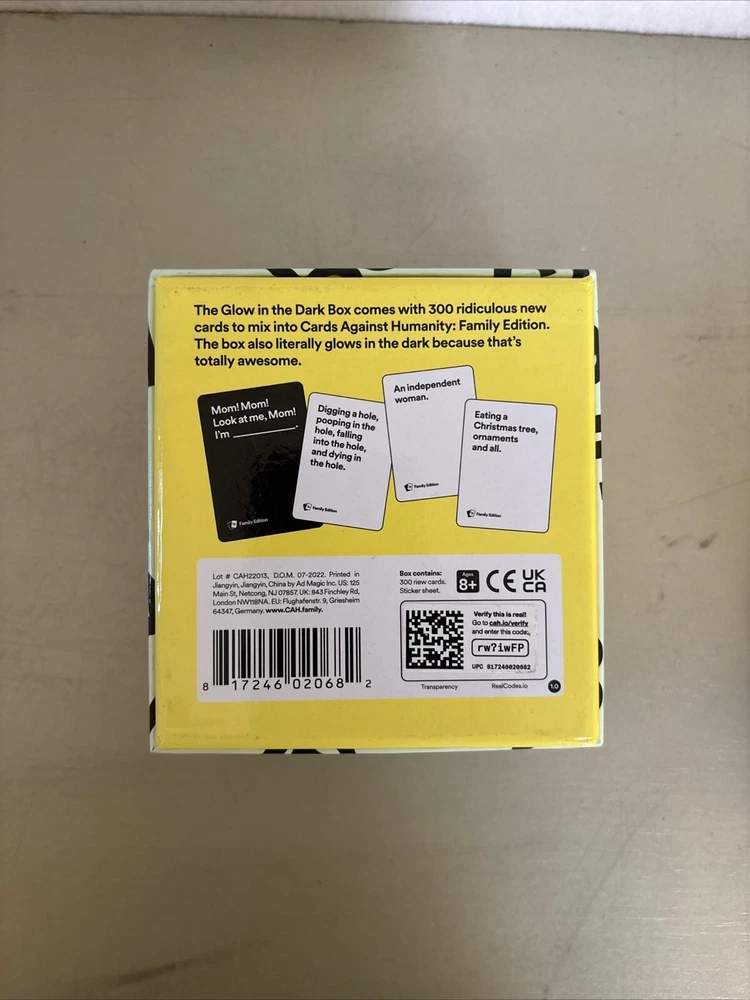 The Glow in the Dark Box comes with 300 ridiculous new
cards to mix into Cards Against Humanity: Family Edition.
The box also literally glows in the dark because that's
totally awesome.
Mom! Mom!
Look at me, Mom!
I'm __________.
Family Edition
Digging a hole,
pooping in the
hole, falling
into the hole,
and dying in
the hole.
Family Edition
An independent
woman.
Family Edition
Eating a
Christmas tree,
ornaments
and all.
Family Edition
Lot # CAH22013, D.O.M. 07-2022. Printed in
Jiangyin, Jiangyin, China by Ad Magic Inc. US: 125
Main St, Netcong, NJ 07857. UK: 843 Finchley Rd,
London NW118NA. EU: Flughafenstr. 9, Griesheim
64347, Germany. www.CAH.family.
8 17246 02068 2
Box contains:
300 new cards.
Sticker sheet.
Ages
8+
CE
UK
CA
Verify this is real!
Go to cah.io/verify
and enter this code:
rw?iwFP
UPC 817246020682
Transparency
RealCodes.io
1.0